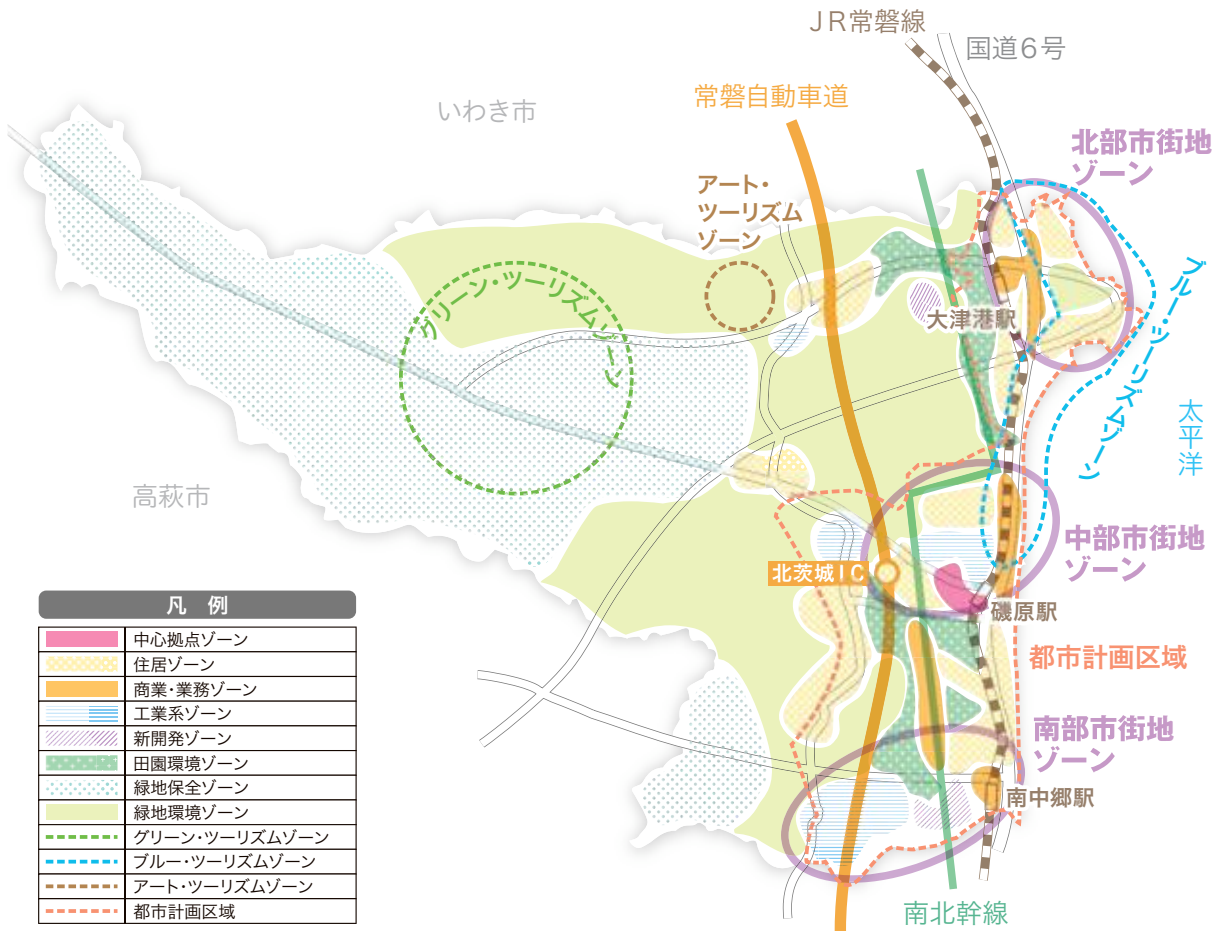 JR常磐線
国道6号
常磐自動車道
いわき市
北部市街地
ゾーン
アート・
ツーリズム
ゾーン
グリーン・ツーリズムゾーン
大津港駅
ブルー・ツーリズムゾーン
太平洋
高萩市
中部市街地
ゾーン
北茨城IC
磯原駅
都市計画区域
南部市街地
ゾーン
南中郷駅
南北幹線
凡 例
中心拠点ゾーン
住居ゾーン
商業・業務ゾーン
工業系ゾーン
新開発ゾーン
田園環境ゾーン
緑地保全ゾーン
緑地環境ゾーン
グリーン・ツーリズムゾーン
ブルー・ツーリズムゾーン
アート・ツーリズムゾーン
都市計画区域